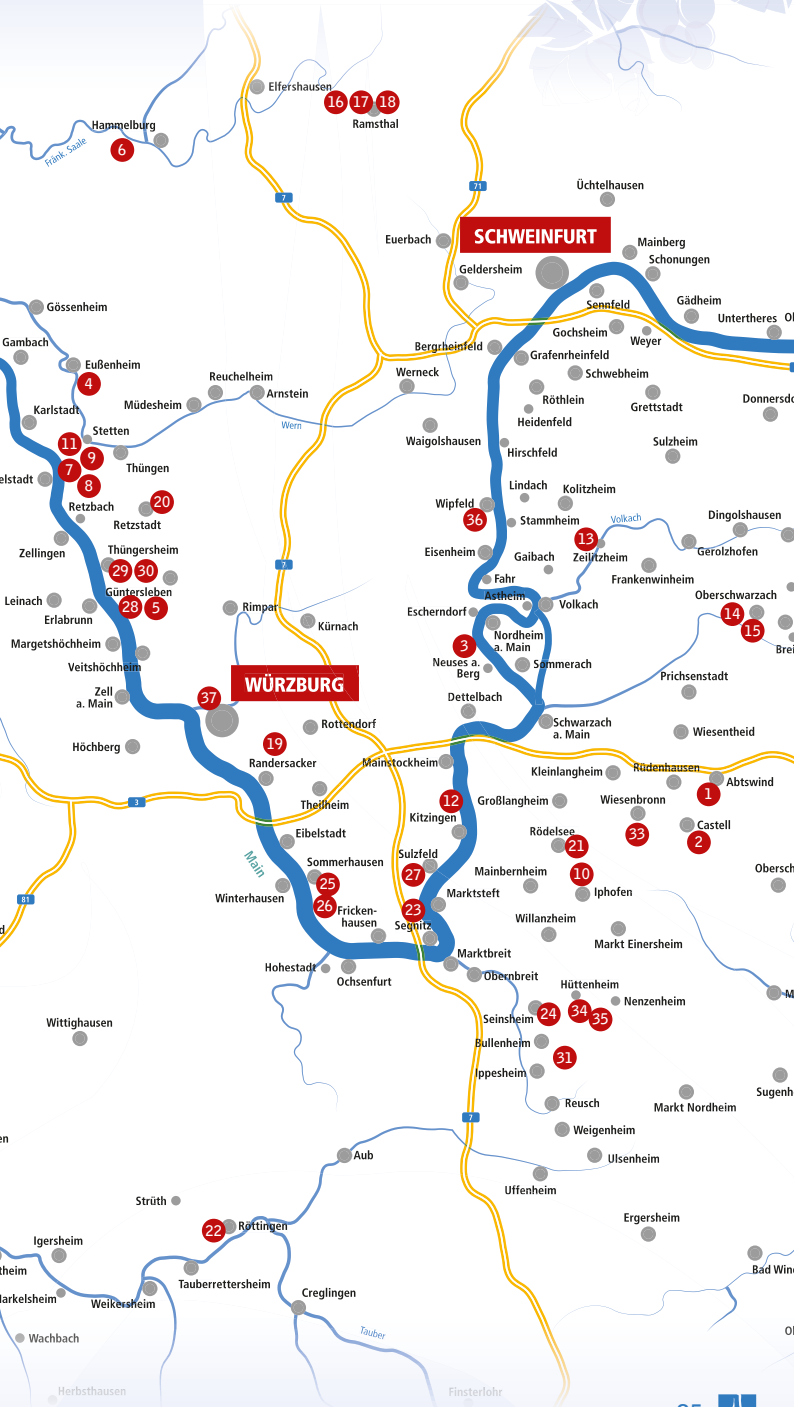 Elfershausen
16 17 18
Ramsthal
Hammelburg
6
Fränk. Saale
7
71
Üchtelhausen
SCHWEINFURT
Euerbach
Mainberg
Schonungen
Geldersheim
Sennfeld
Gädheim
Gössenheim
Untertheres
Gochsheim
Weyer
Gambach
Bergrheinfeld
Grafenrheinfeld
Eußenheim
4
Schwebheim
Reuchelheim
Werneck
Arnstein
Müdesheim
Röthlein
Grettstadt
Donnersdo
Karlstadt
Heidenfeld
Wern
Stetten
11
Waigolshausen
Sulzheim
Hirschfeld
9
7
Thüngen
elstadt
8
Lindach
Kolitzheim
Retzbach
20
Retzstadt
Wipfeld
36
Stammheim
Volkach
Dingolshausen
13
Zeilitzheim
Gerolzhofen
Zellingen
Thüngersheim
Eisenheim
Gaibach
7
29 30
Frankenwinheim
Fahr
Güntersleben
Astheim
Oberschwarzach
Leinach
28 5
Rimpar
Volkach
Erlabrunn
Escherndorf
14
Kürnach
15
Nordheim
a. Main
Margetshöchheim
3
Brei
Veitshöchheim
Neuses a.
Berg
Sommerach
Prichsenstadt
WÜRZBURG
Zell
a. Main
37
Dettelbach
Schwarzach
a. Main
Rottendorf
Wiesentheid
Höchberg
19
Randersacker
Mainstockheim
Kleinlangheim
Rüdenhausen
Abtswind
1
3
Theilheim
12
Großlangheim
Wiesenbronn
Kitzingen
Castell
Eibelstadt
Rödelsee
33
2
21
Main
Sulzfeld
Sommerhausen
27
Mainbernheim
10
Obersch
25
Iphofen
81
Winterhausen
26
Marktsteft
Fricken-
hausen
23
Segnitz
Willanzheim
Markt Einersheim
Marktbreit
Hohestadt
Ochsenfurt
Obernbreit
Hüttenheim
Nenzenheim
Seinsheim
24
34
35
Wittighausen
Bullenheim
31
Ippesheim
Sugenh
Reusch
Markt Nordheim
7
Weigenheim
Aub
Ulsenheim
Uffenheim
Strüth
22
Röttingen
Ergersheim
Igersheim
Tauberrettersheim
Bad Wind
Creglingen
Weikersheim
Tauber
Wachbach
Herbsthausen
Finsterlohr